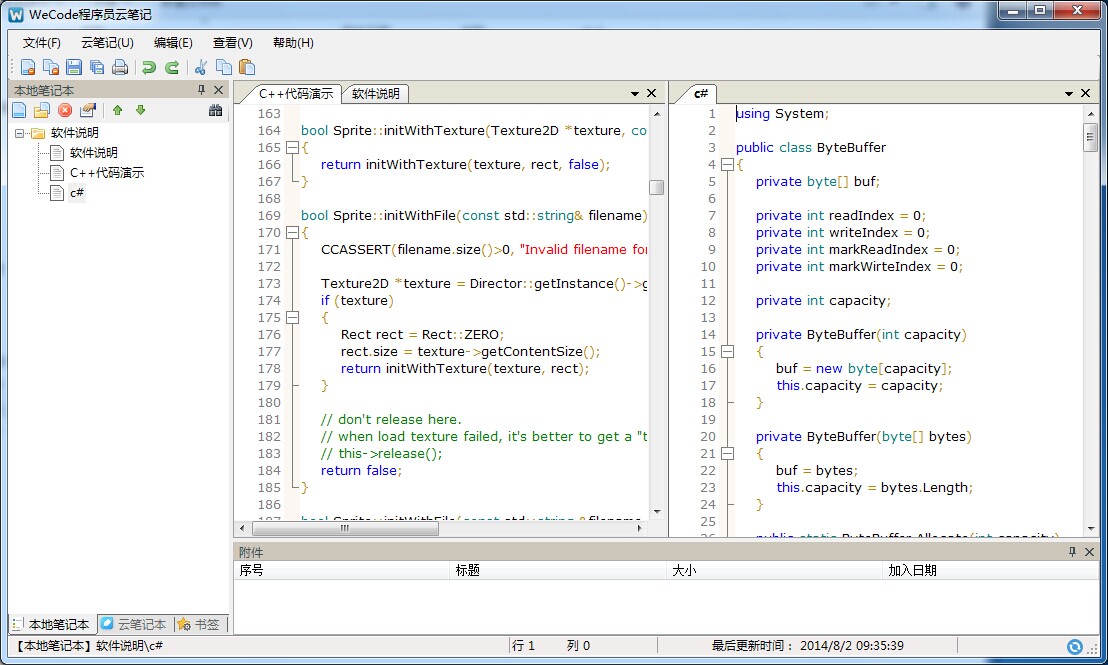 WeCode程序员云笔记
文件(F) 云笔记(U) 编辑(E) 查看(V) 帮助(H)
本地笔记本
软件说明
软件说明
C++代码演示
c#
本地笔记本 云笔记本 书签
C++代码演示 软件说明
163
164 bool Sprite::initWithTexture(Texture2D *texture, co
165 {
166 return initWithTexture(texture, rect, false);
167 }
168
169 bool Sprite::initWithFile(const std::string& filename)
170 {
171 CCASSERT(filename.size()>0, "Invalid filename for
172
173 Texture2D *texture = Director::getInstance()->g
174 if (texture)
175 {
176 Rect rect = Rect::ZERO;
177 rect.size = texture->getContentSize();
178 return initWithTexture(texture, rect);
179 }
180
181 // don't release here.
182 // when load texture failed, it's better to get a "t
183 // this->release();
184 return false;
185 }
186
187 bool Sprite::initWithFile(const std::string &filename
c#
1 using System;
2
3 public class ByteBuffer
4 {
5 private byte[] buf;
6
7 private int readIndex = 0;
8 private int writeIndex = 0;
9 private int markReadIndex = 0;
10 private int markWirteIndex = 0;
11
12 private int capacity;
13
14 private ByteBuffer(int capacity)
15 {
16 buf = new byte[capacity];
17 this.capacity = capacity;
18 }
19
20 private ByteBuffer(byte[] bytes)
21 {
22 buf = bytes;
23 this.capacity = bytes.Length;
24 }
25
26 public static ByteBuffer Allocate(int capacity)
附件
序号 标题 大小 加入日期
【本地笔记本】软件说明\c# 行 1 列 0 最后更新时间： 2014/8/2 09:35:39